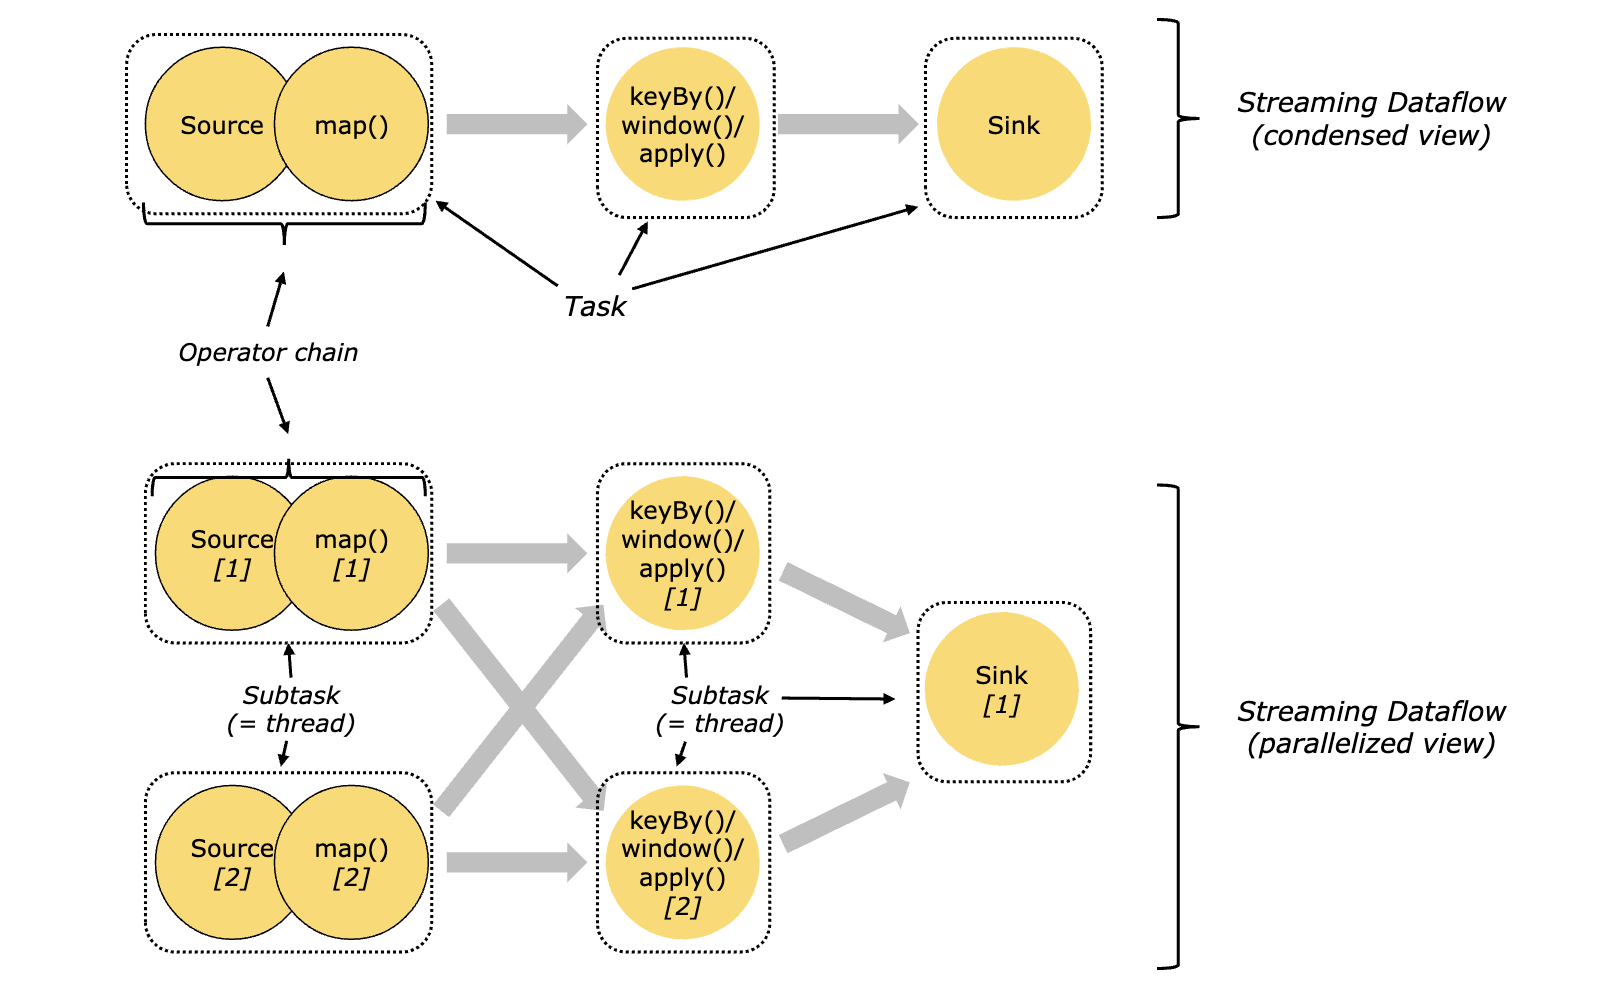 Source
map()
keyBy()/
window()/
apply()
Sink
Streaming Dataflow
(condensed view)
Task
Operator chain
Source
[1]
map()
[1]
keyBy()/
window()/
apply()
[1]
Subtask
(= thread)
Subtask
(= thread)
Sink
[1]
Streaming Dataflow
(parallelized view)
Source
[2]
map()
[2]
keyBy()/
window()/
apply()
[2]